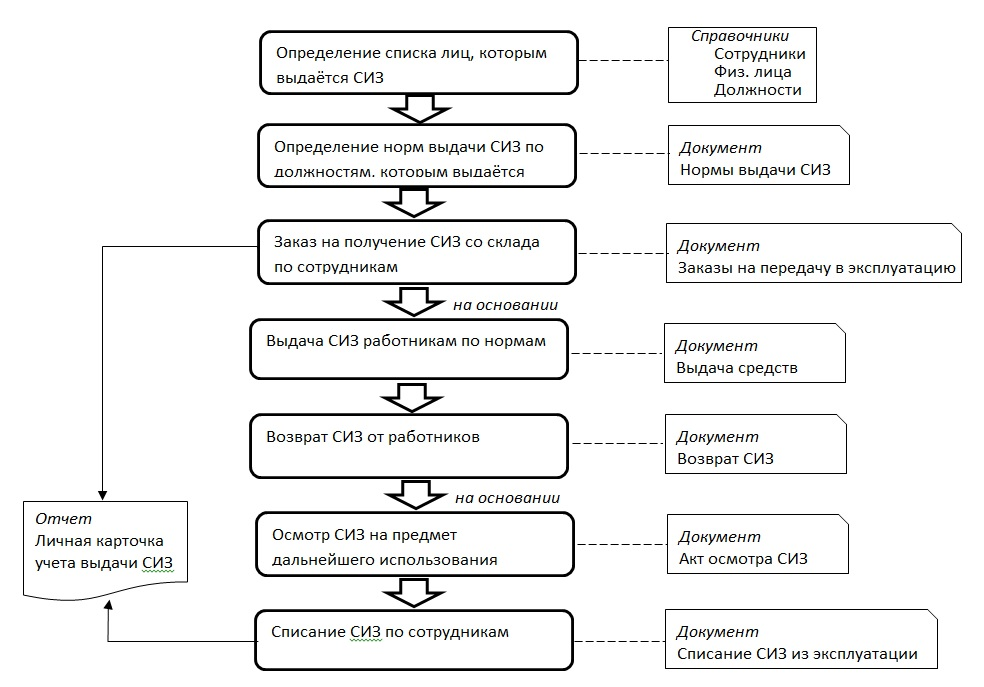 Определение списка лиц, которым
выдаётся СИЗ
Справочники
Сотрудники
Физ. лица
Должности
Определение норм выдачи СИЗ по
должностям, которым выдаётся
Документ
Нормы выдачи СИЗ
Заказ на получение СИЗ со склада
по сотрудникам
Документ
Заказы на передачу в эксплуатацию
на основании
Выдача СИЗ работникам по нормам
Документ
Выдача средств
Возврат СИЗ от работников
Документ
Возврат СИЗ
на основании
Осмотр СИЗ на предмет
дальнейшего использования
Документ
Акт осмотра СИЗ
Отчет
Личная карточка
учета выдачи СИЗ
Списание СИЗ по сотрудникам
Документ
Списание СИЗ из эксплуатации